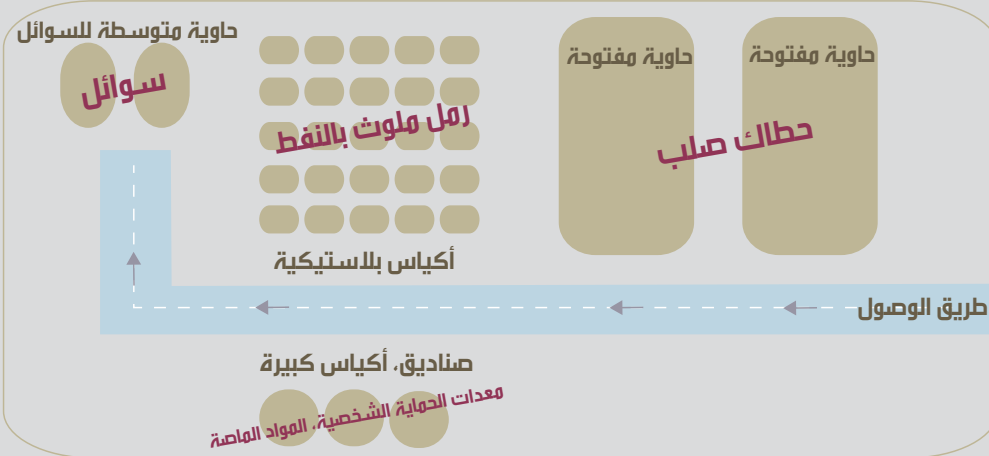 حاوية متوسطة للسوائل
سوائل
حاوية مفتوحة
حاوية مفتوحة
رمل ملوث بالنفط
حطاك صلب
أكياس بلاستيكية
طريق الوصول
صناديق، أكياس كبيرة
معدات الحماية الشخصية، المواد الماصة